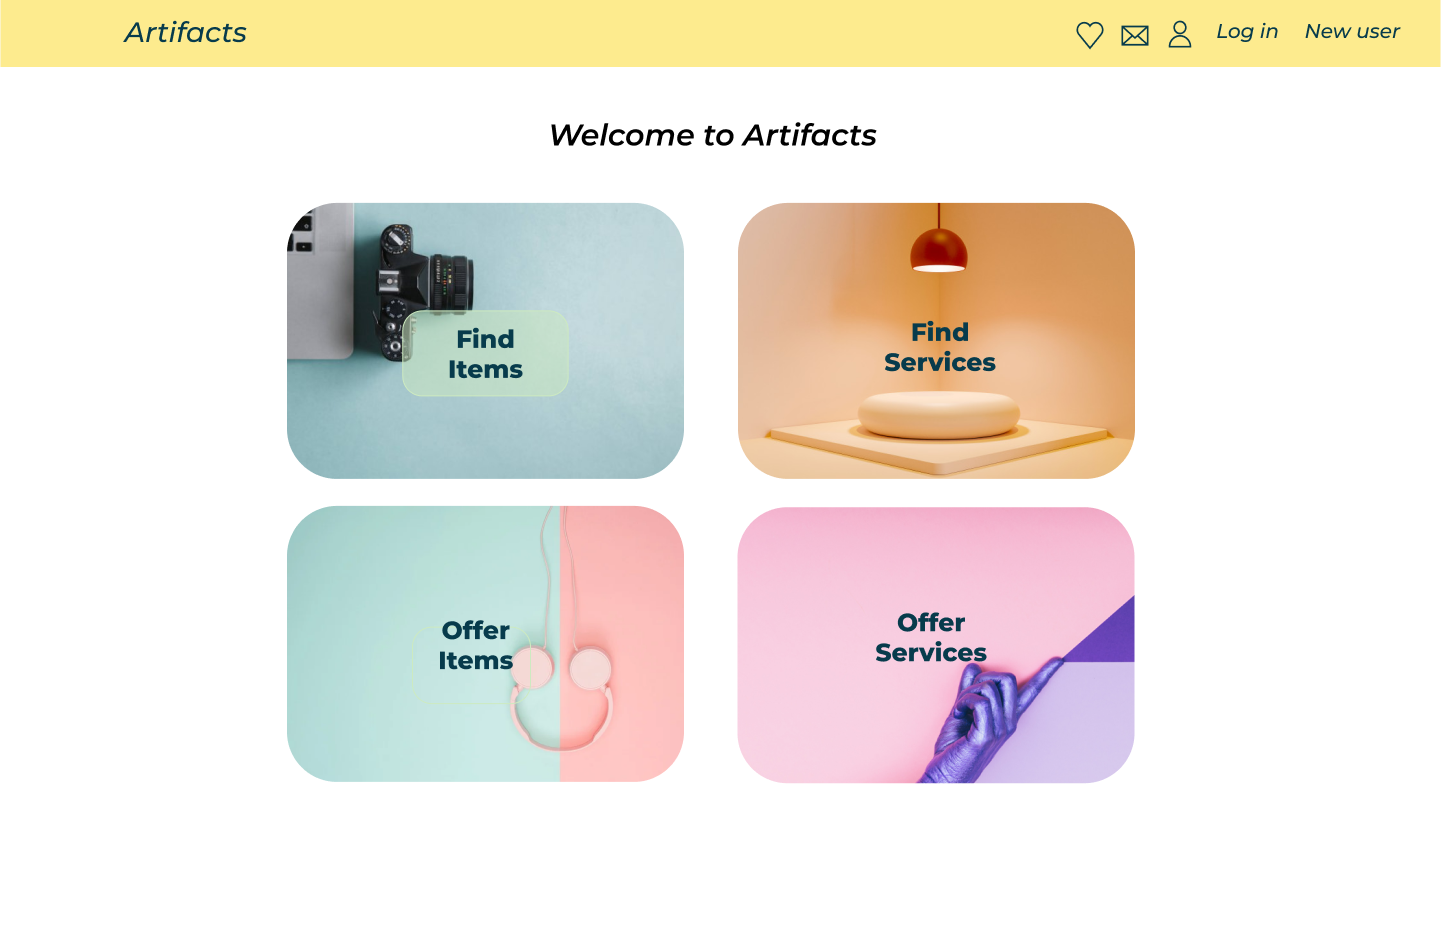 Artifacts
Log in
New user
Welcome to Artifacts
Find
Items
Find
Services
Offer
Items
Offer
Services